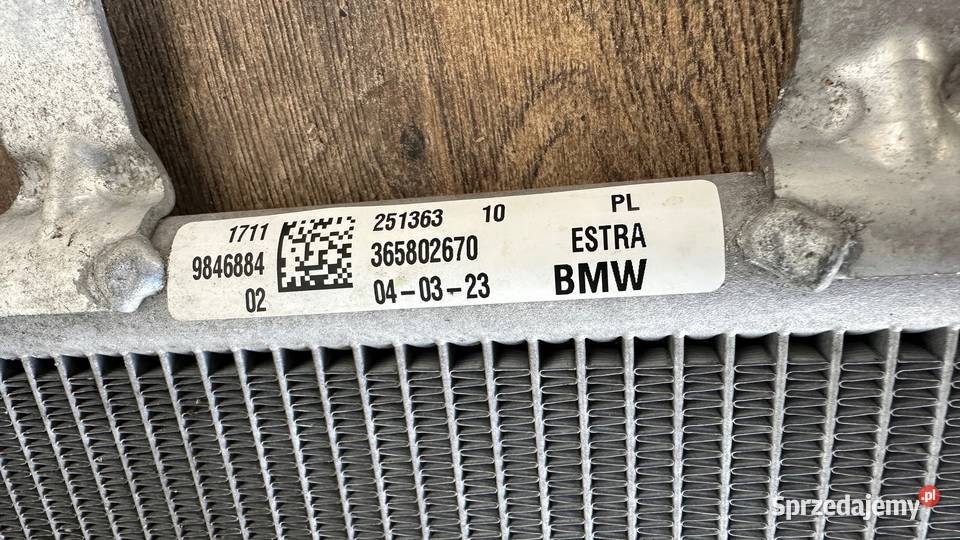 1711
9846884
02
251363 10
365802670
04-03-23
PL
ESTRA
BMW
Sprzedajemy.pl